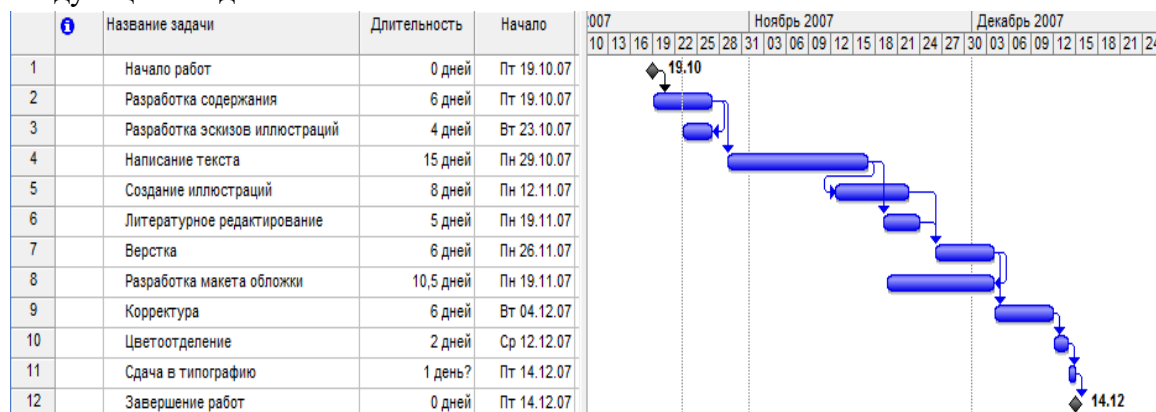 Название задачи Длительность Начало 2007 Ноябрь 2007 Декабрь 2007
10 13 16 19 22 25 28 31 03 06 09 12 15 18 21 24 27 30 03 06 09 12 15 18 21 24
1 Начало работ 0 дней Пт 19.10.07 19.10
2 Разработка содержания 6 дней Пт 19.10.07
3 Разработка эскизов иллюстраций 4 дней Вт 23.10.07
4 Написание текста 15 дней Пн 29.10.07
5 Создание иллюстраций 8 дней Пн 12.11.07
6 Литературное редактирование 5 дней Пн 19.11.07
7 Верстка 6 дней Пн 26.11.07
8 Разработка макета обложки 10,5 дней Пн 19.11.07
9 Корректура 6 дней Вт 04.12.07
10 Цветоотделение 2 дней Ср 12.12.07
11 Сдача в типографию 1 день? Пт 14.12.07
12 Завершение работ 0 дней Пт 14.12.07 14.12